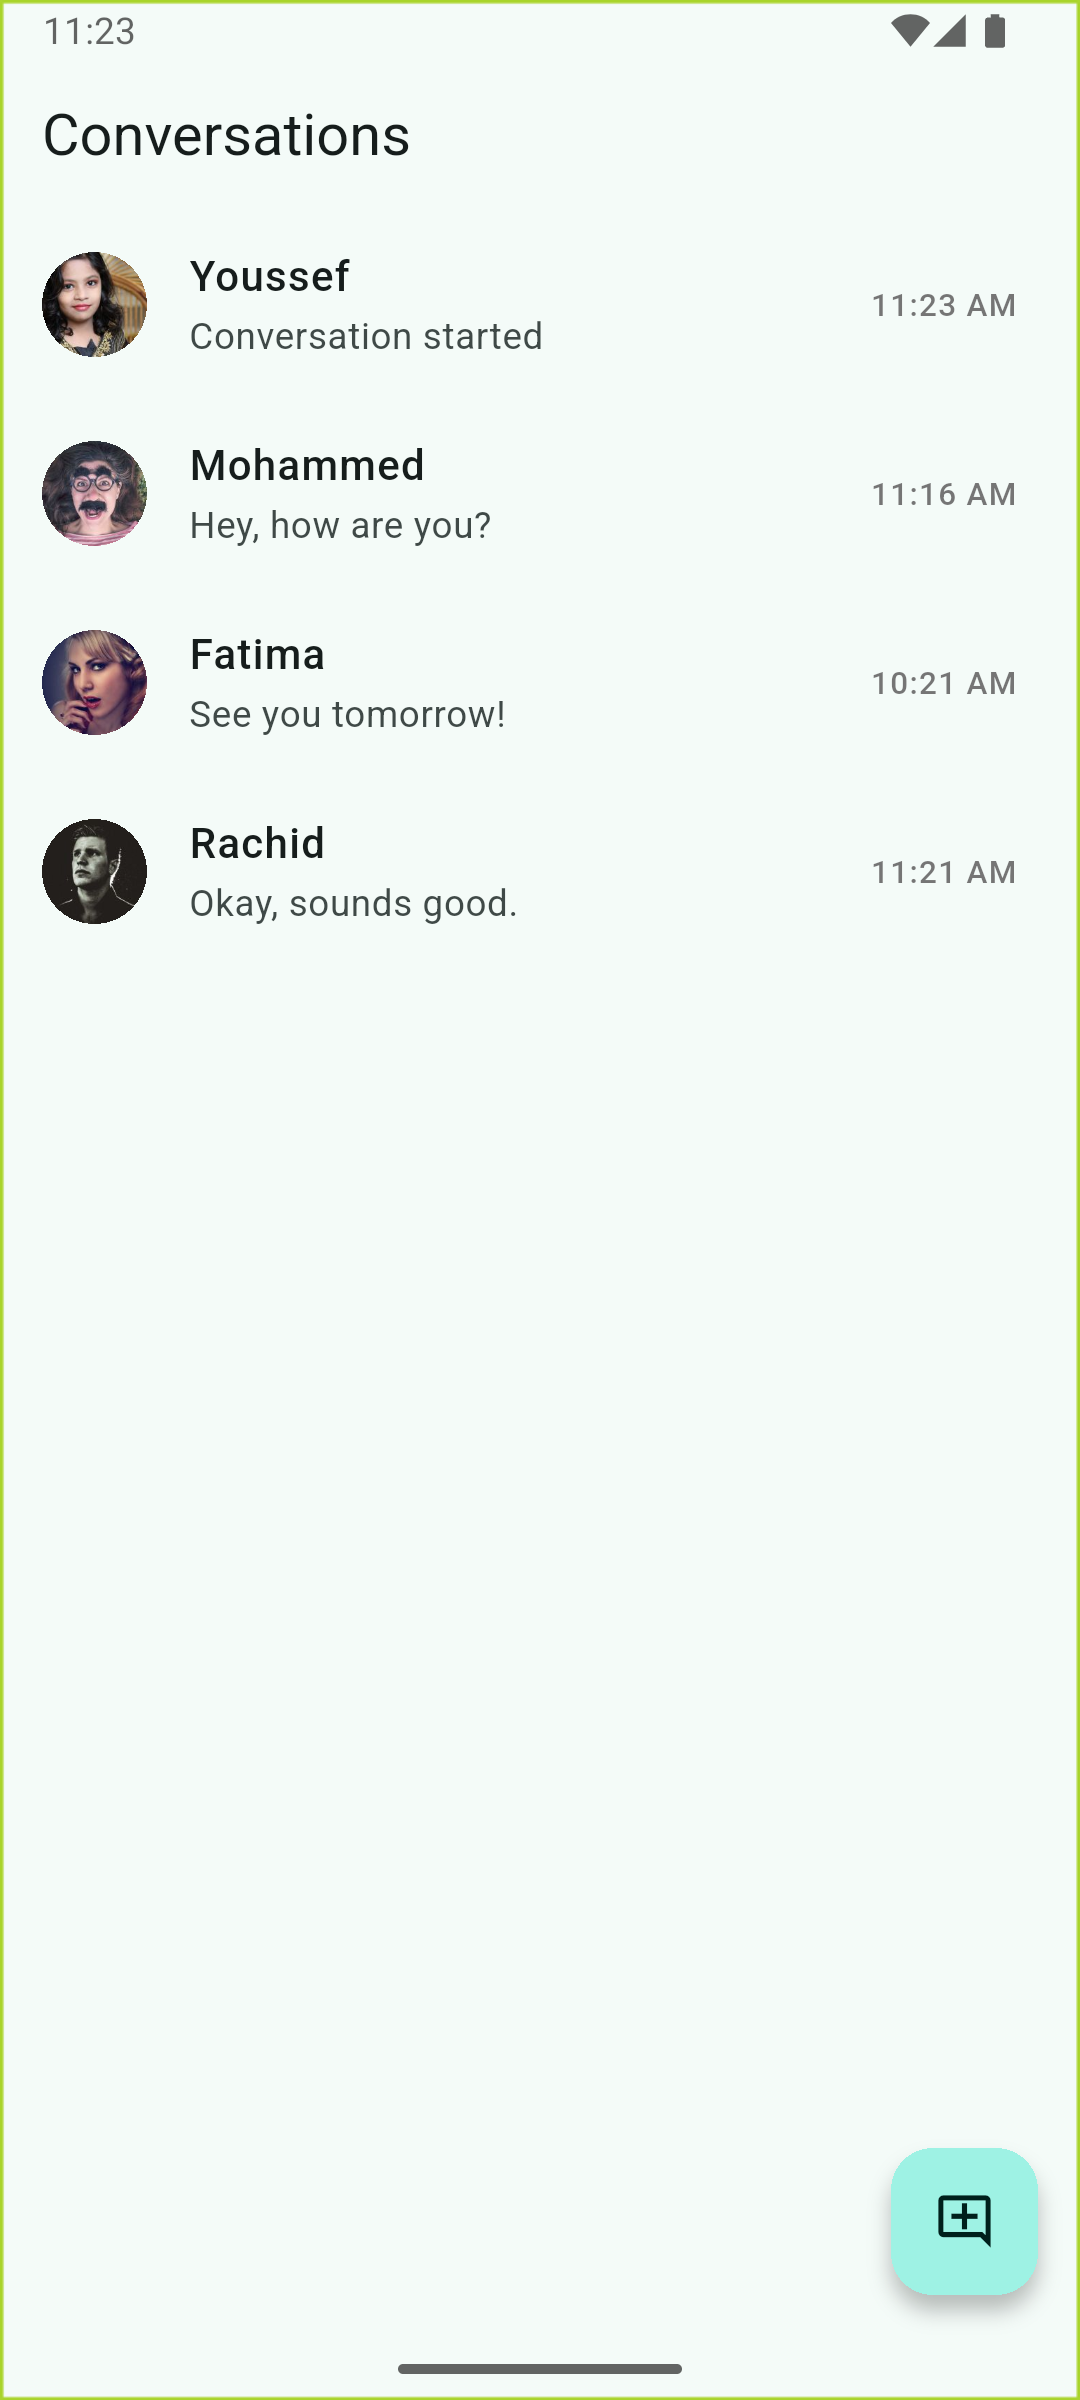 11:23
Conversations
Youssef
Conversation started
11:23 AM
Mohammed
Hey, how are you?
11:16 AM
Fatima
See you tomorrow!
10:21 AM
Rachid
Okay, sounds good.
11:21 AM